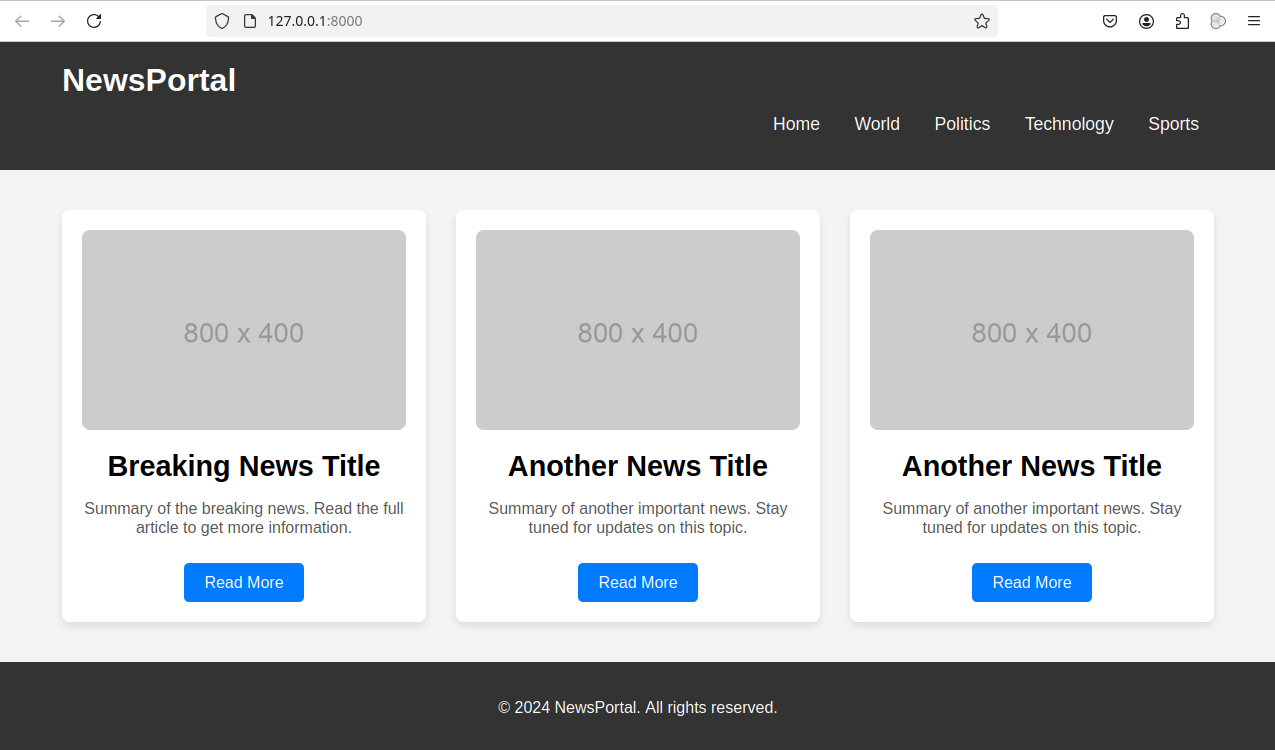 127.0.0.1:8000
NewsPortal
Home World Politics Technology Sports
800 x 400
Breaking News Title
Summary of the breaking news. Read the full
article to get more information.
Read More
800 x 400
Another News Title
Summary of another important news. Stay
tuned for updates on this topic.
Read More
800 x 400
Another News Title
Summary of another important news. Stay
tuned for updates on this topic.
Read More
© 2024 NewsPortal. All rights reserved.